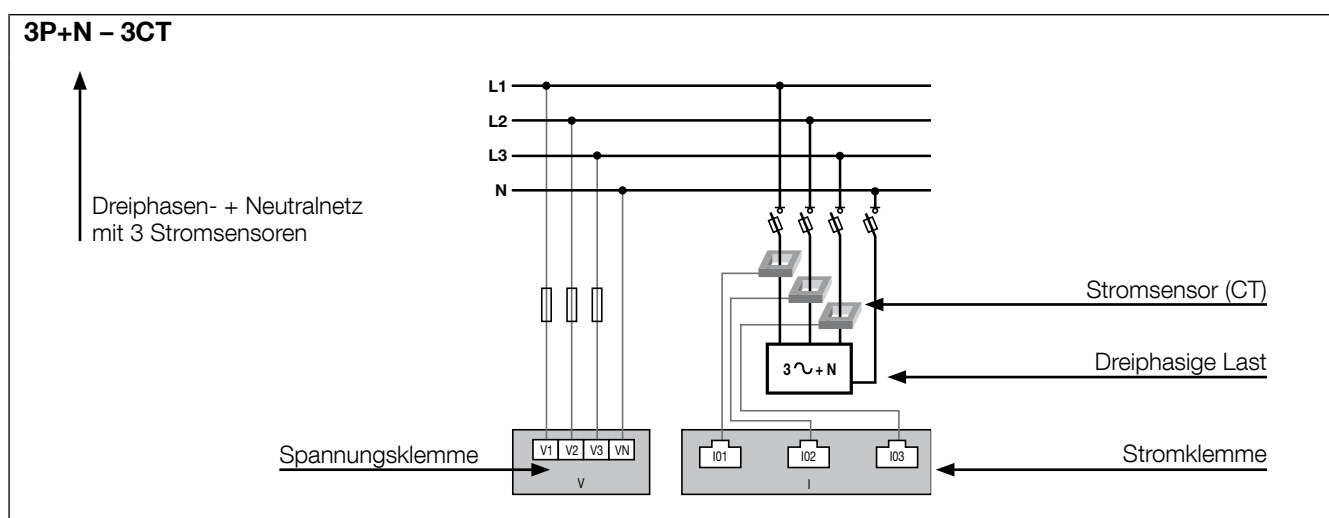 3P+N – 3CT
L1
L2
L3
N
Dreiphasen- + Neutralnetz
mit 3 Stromsensoren
Stromsensor (CT)
Dreiphasige Last
3 ∿ + N
Spannungsklemme
V1 V2 V3 VN
V
I01 I02 I03
I
Stromklemme